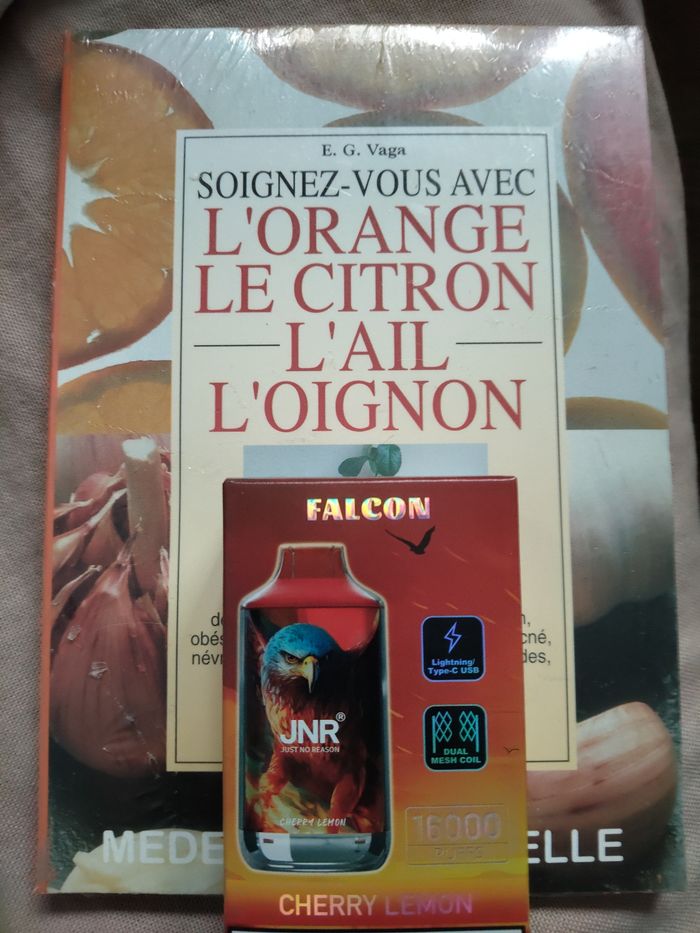 E. G. Vaga
SOIGNEZ-VOUS AVEC
L'ORANGE
LE CITRON
L'AIL
L'OIGNON
FALCON
Lightning/
Type-C USB
JNR®
JUST NO REASON
DUAL
MESH COIL
CHERRY LEMON
16000
PUFFS
CHERRY LEMON